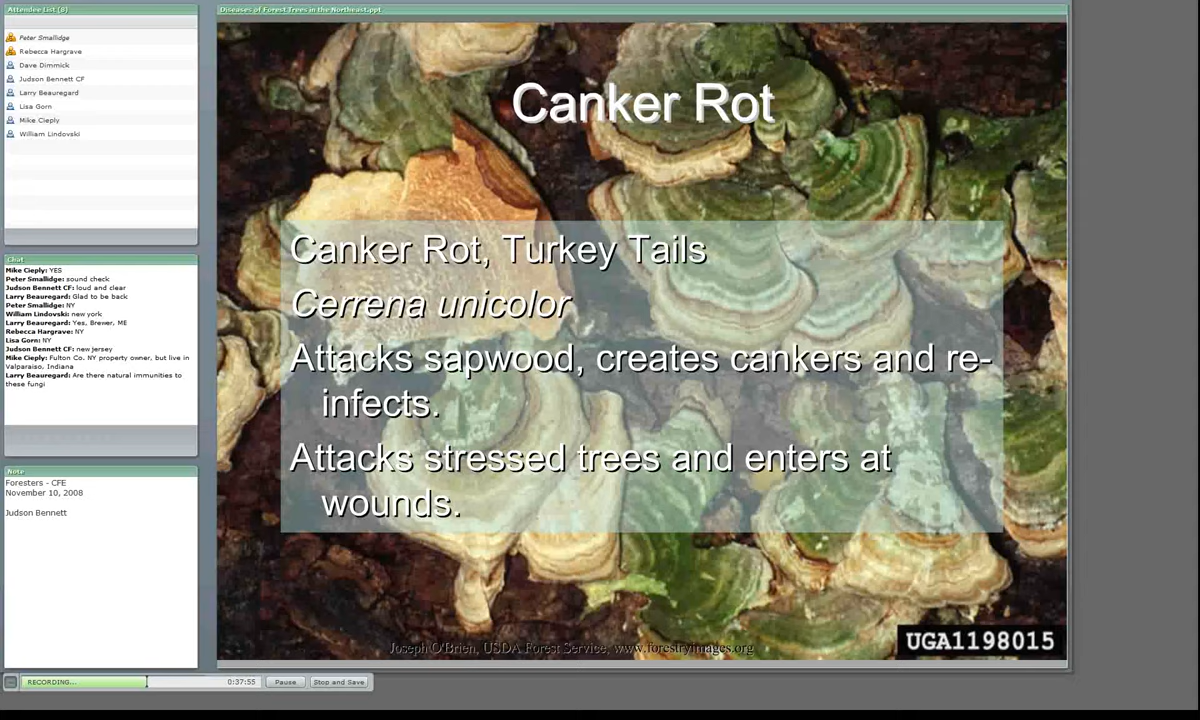 Attendee List (8)
Peter Smallidge
Rebecca Hargrave
Dave Dimmick
Judson Bennett CF
Larry Beauregard
Lisa Gorn
Mike Cieply
William Lindovski
Chat
Mike Cieply: YES
Peter Smallidge: sound check
Judson Bennett CF: loud and clear
Larry Beauregard: Glad to be back
Peter Smallidge: NY
William Lindovski: new york
Larry Beauregard: Yes, Brewer, ME
Rebecca Hargrave: NY
Lisa Gorn: NY
Judson Bennett CF: new jersey
Mike Cieply: Fulton Co. NY property owner, but live in
Valparaiso, Indiana
Larry Beauregard: Are there natural immunities to
these fungi
Note
Foresters - CFE
November 10, 2008
Judson Bennett
RECORDING...
0:37:55
Pause
Stop and Save
Diseases of Forest Trees in the Northeast.ppt
Canker Rot
Canker Rot, Turkey Tails
Cerrena unicolor
Attacks sapwood, creates cankers and re-
infects.
Attacks stressed trees and enters at
wounds.
Joseph O'Brien, USDA Forest Service, www.forestryimages.org
UGA1198015